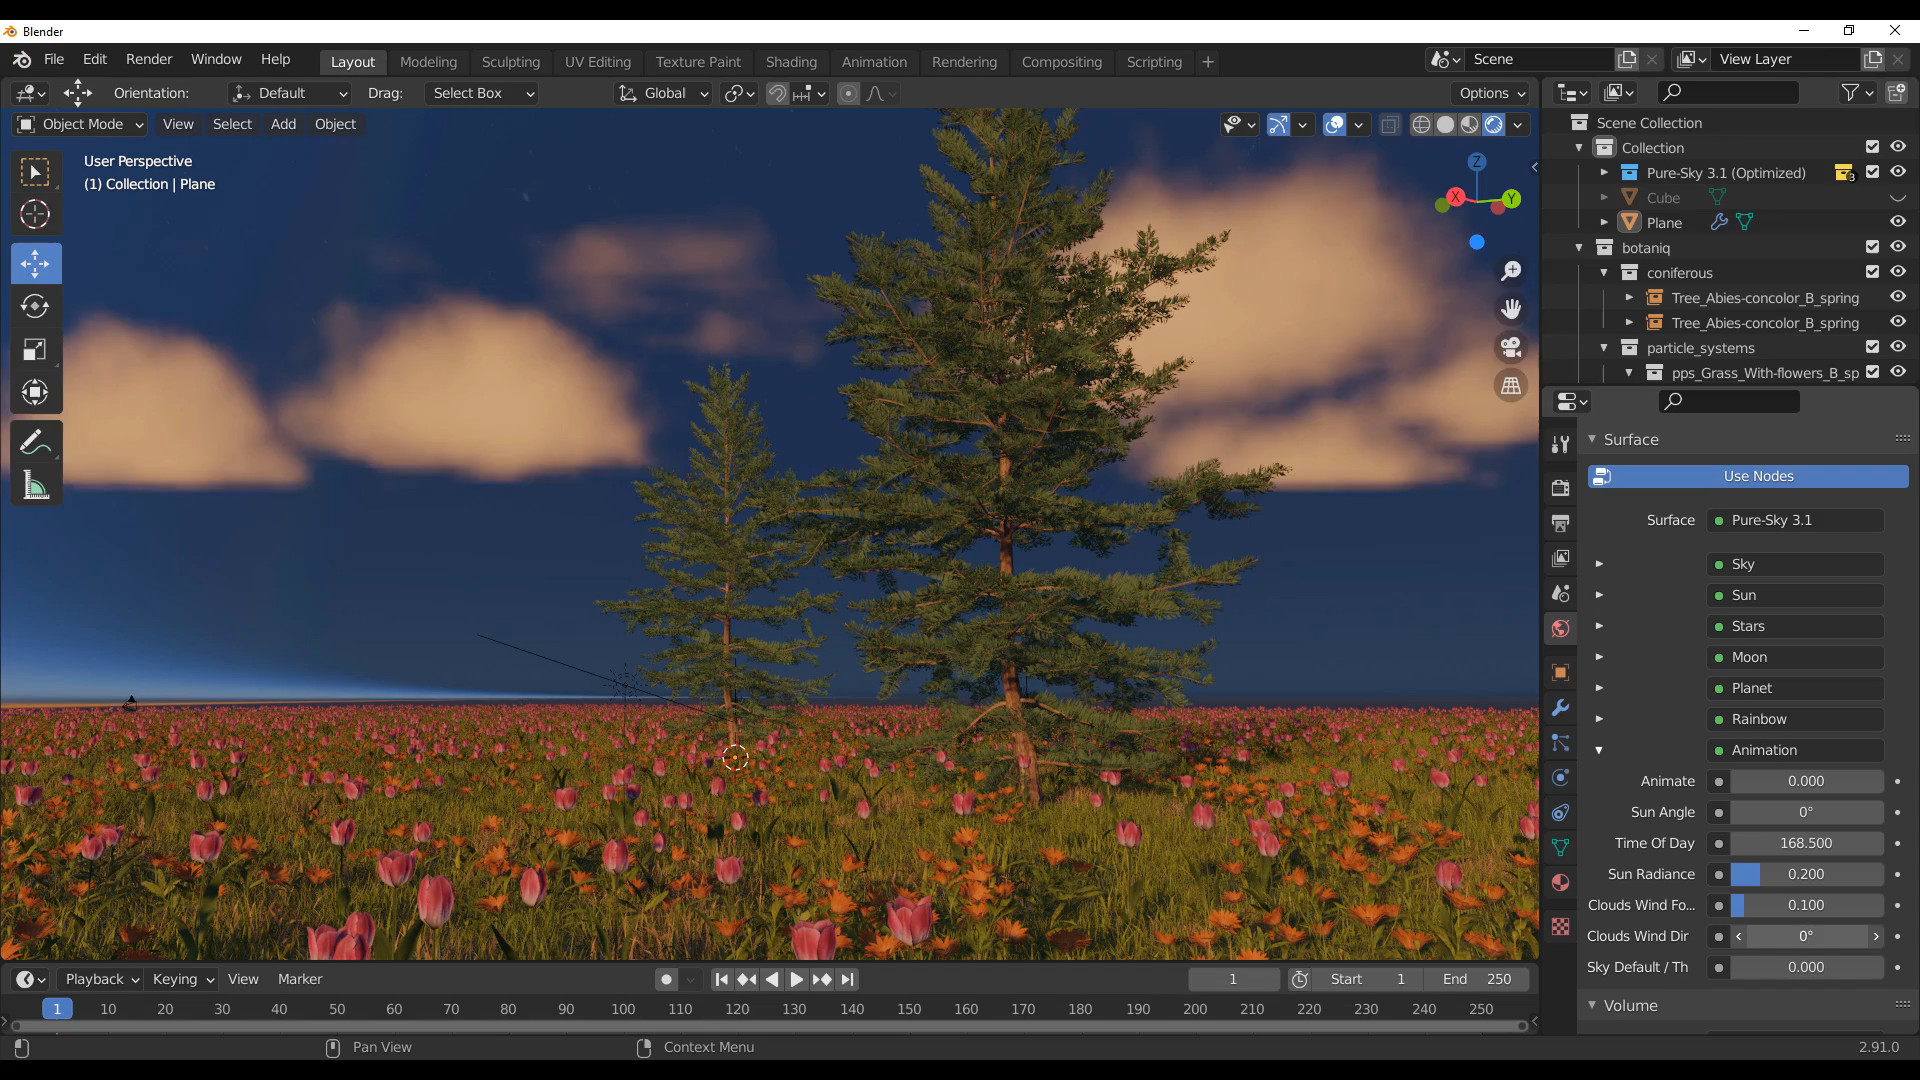 Blender
File Edit Render Window Help Layout Modeling Sculpting UV Editing Texture Paint Shading Animation Rendering Compositing Scripting + Scene View Layer
Orientation: Default Drag: Select Box Global Options
Object Mode View Select Add Object
User Perspective
(1) Collection | Plane
Z
X
Y
Scene Collection
Collection
Pure-Sky 3.1 (Optimized) 3
Cube
Plane
botaniq
coniferous
Tree_Abies-concolor_B_spring
Tree_Abies-concolor_B_spring
particle_systems
pps_Grass_With-flowers_B_sp
Surface
Use Nodes
Surface Pure-Sky 3.1
Sky
Sun
Stars
Moon
Planet
Rainbow
Animation
Animate 0.000
Sun Angle 0°
Time Of Day 168.500
Sun Radiance 0.200
Clouds Wind Fo... 0.100
Clouds Wind Dir 0°
Sky Default / Th 0.000
Volume
Playback Keying View Marker 1 Start 1 End 250
1 10 20 30 40 50 60 70 80 90 100 110 120 130 140 150 160 170 180 190 200 210 220 230 240 250
Pan View Context Menu 2.91.0